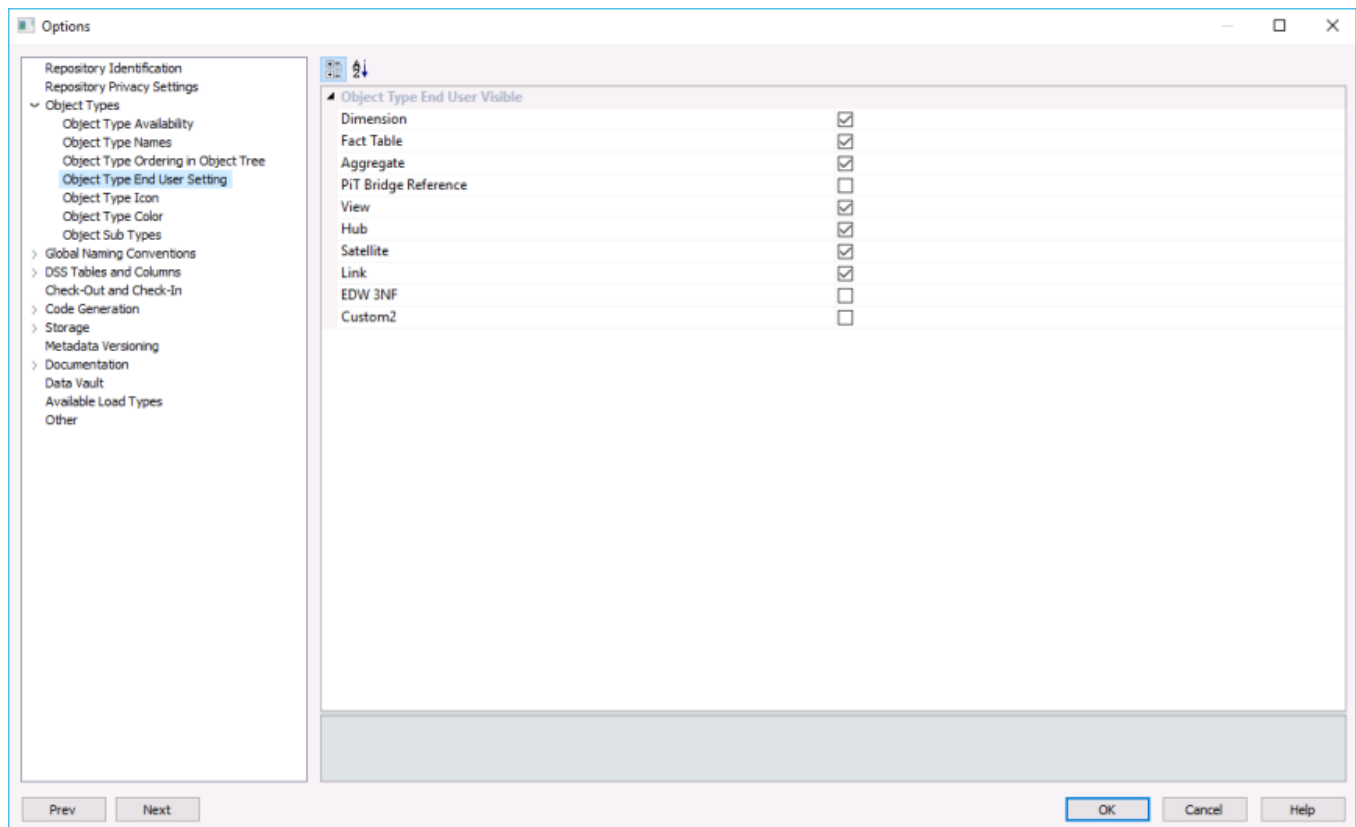 Options
Repository Identification
Repository Privacy Settings
Object Types
Object Type Availability
Object Type Names
Object Type Ordering in Object Tree
Object Type End User Setting
Object Type Icon
Object Type Color
Object Sub Types
Global Naming Conventions
DSS Tables and Columns
Check-Out and Check-In
Code Generation
Storage
Metadata Versioning
Documentation
Data Vault
Available Load Types
Other
Object Type End User Visible
Dimension
Fact Table
Aggregate
PiT Bridge Reference
View
Hub
Satellite
Link
EDW 3NF
Custom2
Prev
Next
OK
Cancel
Help